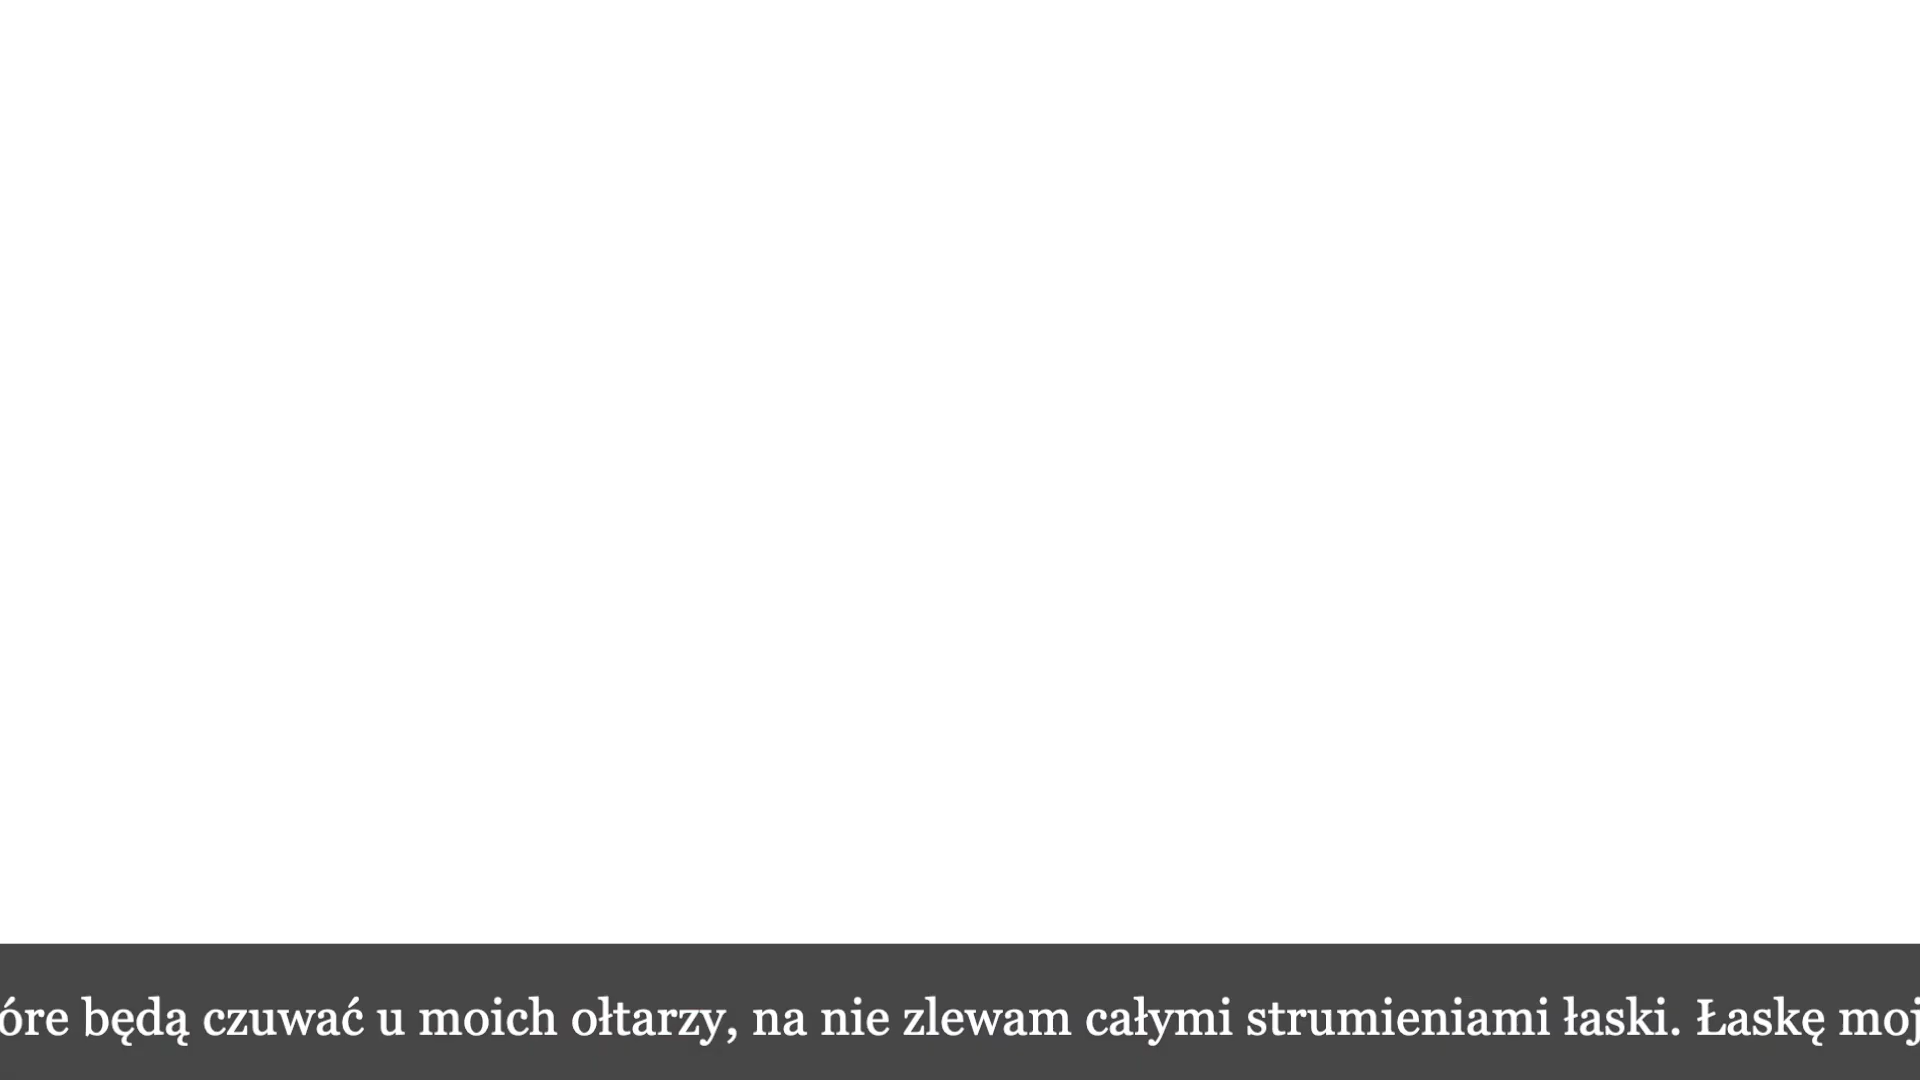 óre będą czuwać u moich ołtarzy, na nie zlewam całymi strumieniami łaski. Łaskę moj